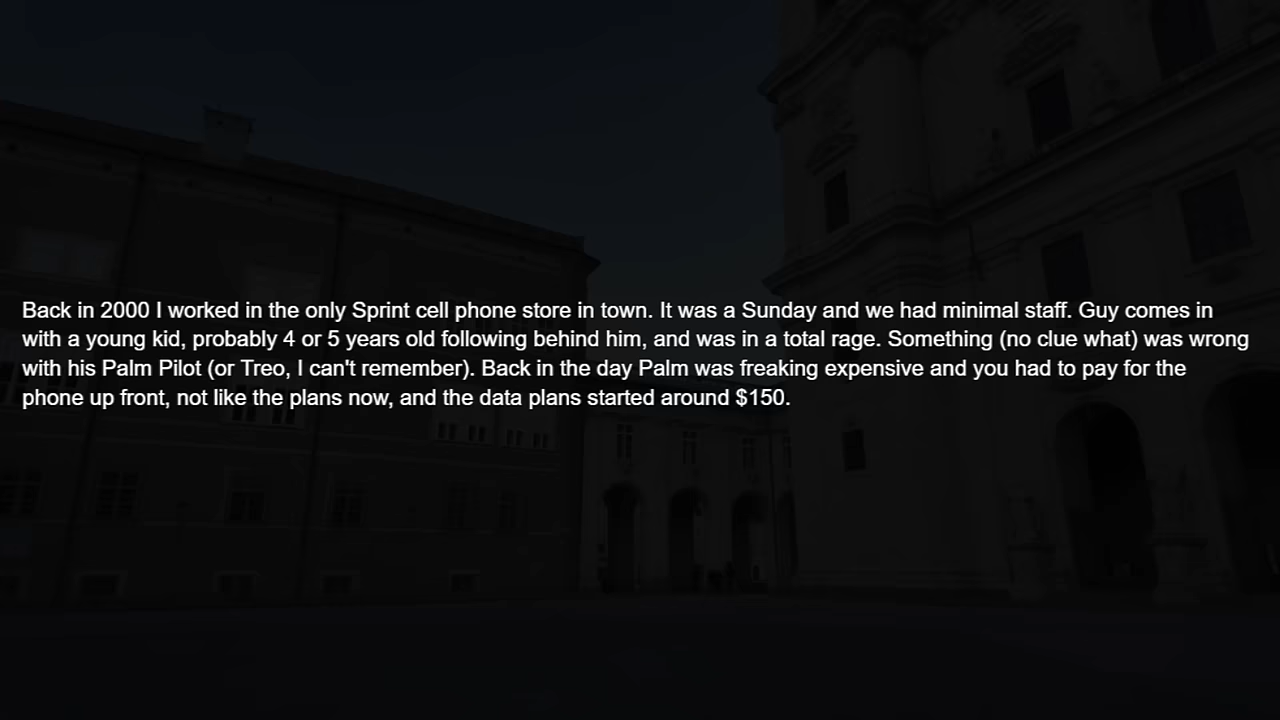 Back in 2000 I worked in the only Sprint cell phone store in town. It was a Sunday and we had minimal staff. Guy comes in
with a young kid, probably 4 or 5 years old following behind him, and was in a total rage. Something (no clue what) was wrong
with his Palm Pilot (or Treo, I can't remember). Back in the day Palm was freaking expensive and you had to pay for the
phone up front, not like the plans now, and the data plans started around $150.